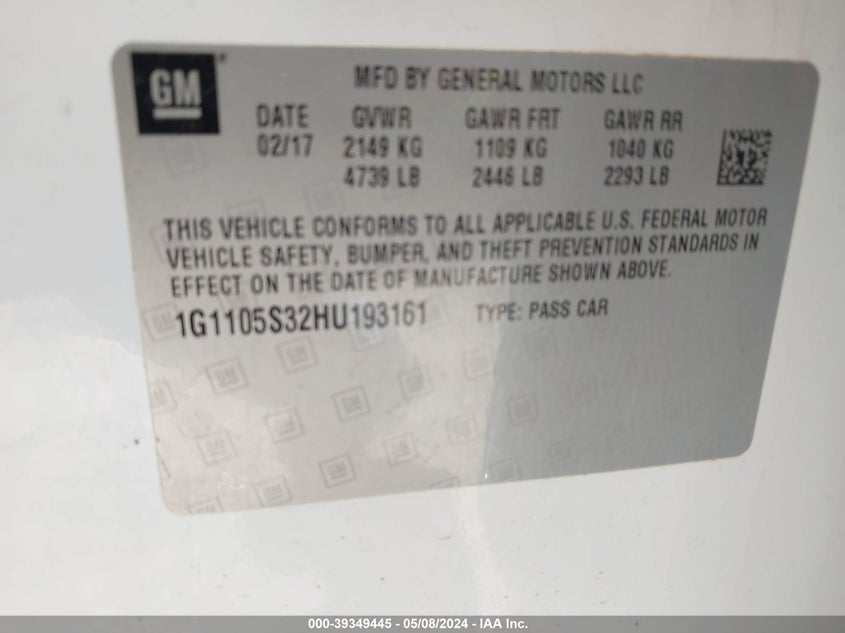 GM
MFD BY GENERAL MOTORS LLC
DATE GVWR GAWR FRT GAWR RR
02/17 2149 KG 1109 KG 1040 KG
4739 LB 2446 LB 2293 LB
THIS VEHICLE CONFORMS TO ALL APPLICABLE U.S. FEDERAL MOTOR
VEHICLE SAFETY, BUMPER, AND THEFT PREVENTION STANDARDS IN
EFFECT ON THE DATE OF MANUFACTURE SHOWN ABOVE.
1G1105S32HU193161 TYPE: PASS CAR
000-39349445 - 05/08/2024 - IAA Inc.